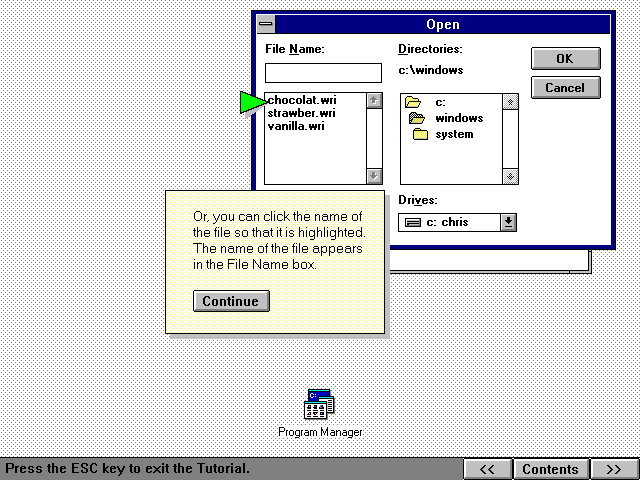 Open
File Name:
Directories:
OK
c:\windows
Cancel
chocolat.wri
c:
strawber.wri
windows
vanilla.wri
system
Drives:
c: chris
Or, you can click the name of
the file so that it is highlighted.
The name of the file appears
in the File Name box.
Continue
Program Manager
Press the ESC key to exit the Tutorial.
<<
Contents
>>